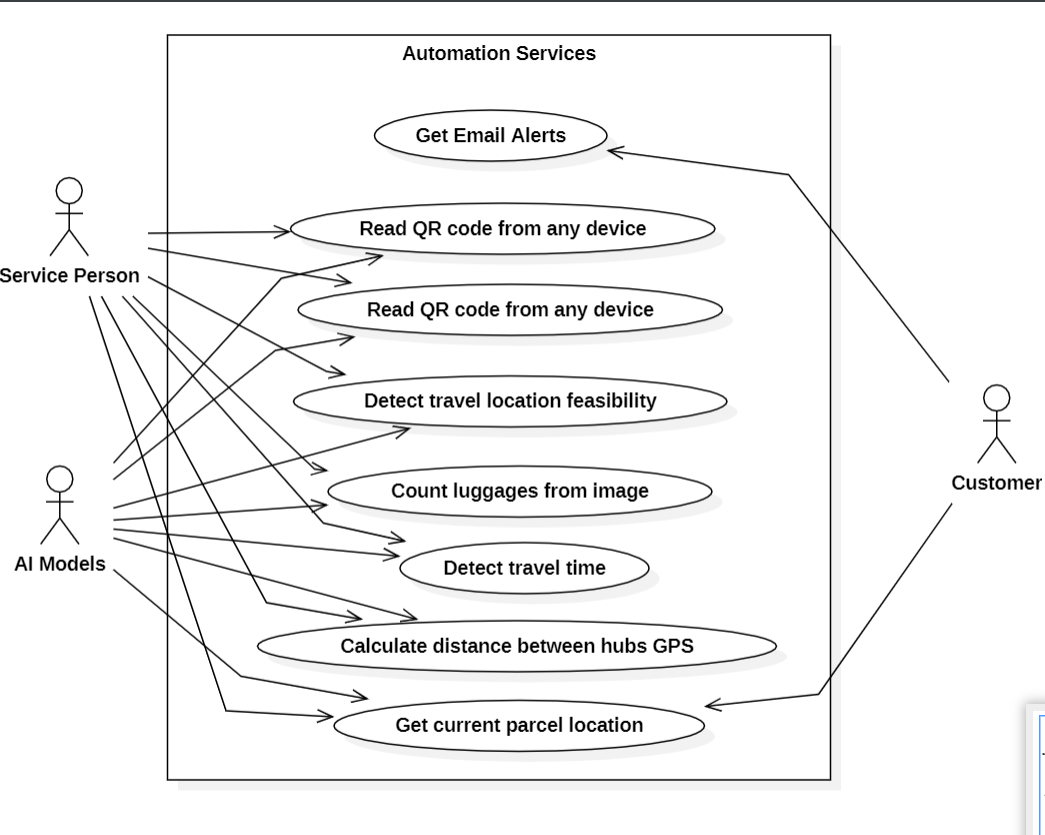 Automation Services
Get Email Alerts
Read QR code from any device
Service Person
Read QR code from any device
Detect travel location feasibility
Customer
Count luggages from image
AI Models
Detect travel time
Calculate distance between hubs GPS
Get current parcel location